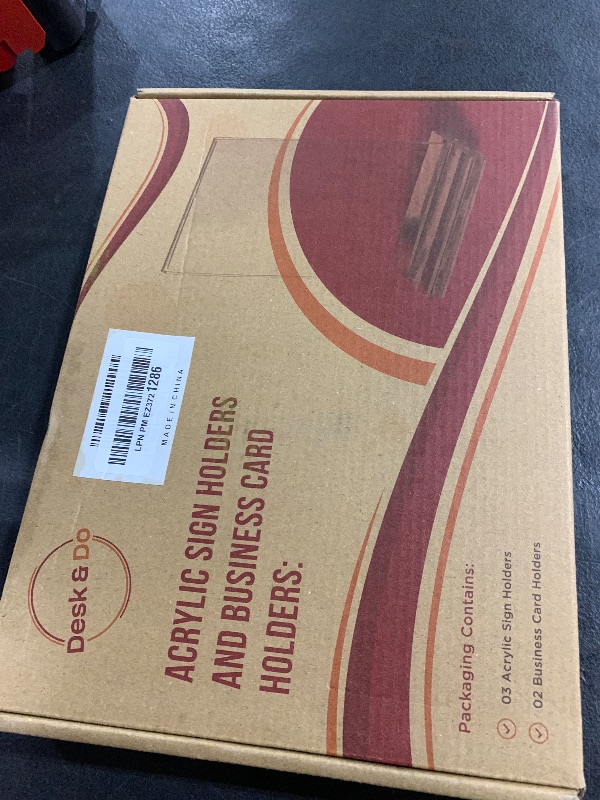 Desk & Do
LPN PM EZ372 1286
MADE IN CHINA
ACRYLIC SIGN HOLDERS
AND BUSINESS CARD
HOLDERS:
Packaging Contains:
03 Acrylic Sign Holders
02 Business Card Holders